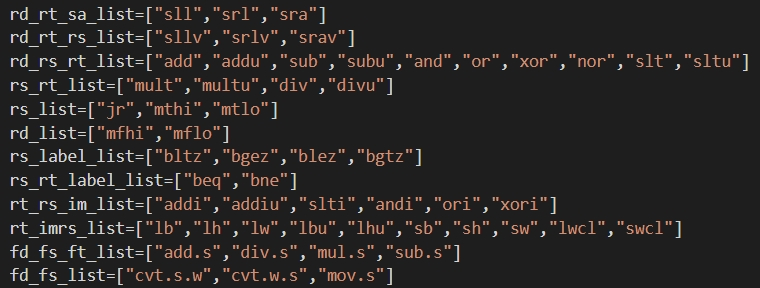 rd_rt_sa_list=["sll","srl","sra"]
rd_rt_rs_list=["sllv","srlv","srav"]
rd_rs_rt_list=["add","addu","sub","subu","and","or","xor","nor","slt","sltu"]
rs_rt_list=["mult","multu","div","divu"]
rs_list=["jr","mthi","mtlo"]
rd_list=["mfhi","mflo"]
rs_label_list=["bltz","bgez","blez","bgtz"]
rs_rt_label_list=["beq","bne"]
rt_rs_im_list=["addi","addiu","slti","andi","ori","xori"]
rt_imrs_list=["lb","lh","lw","lbu","lhu","sb","sh","sw","lwcl","swcl"]
fd_fs_ft_list=["add.s","div.s","mul.s","sub.s"]
fd_fs_list=["cvt.s.w","cvt.w.s","mov.s"]